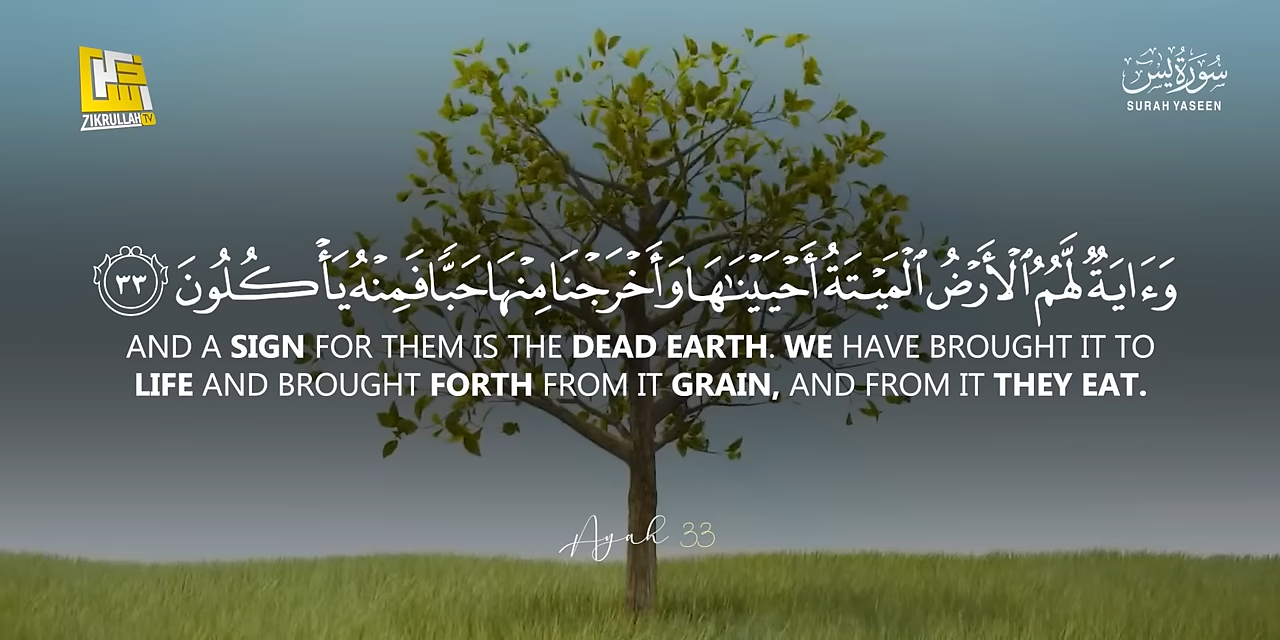 ZIKRULLAH TV
سورة يس
SURAH YASEEN
وَءَايَةٌ لَّهُمُ ٱلْأَرْضُ ٱلْمَيْتَةُ أَحْيَيْنَٰهَا وَأَخْرَجْنَا مِنْهَا حَبًّا فَمِنْهُ يَأْكُلُونَ ٣٣
AND A SIGN FOR THEM IS THE DEAD EARTH. WE HAVE BROUGHT IT TO
LIFE AND BROUGHT FORTH FROM IT GRAIN, AND FROM IT THEY EAT.
Ayah 33